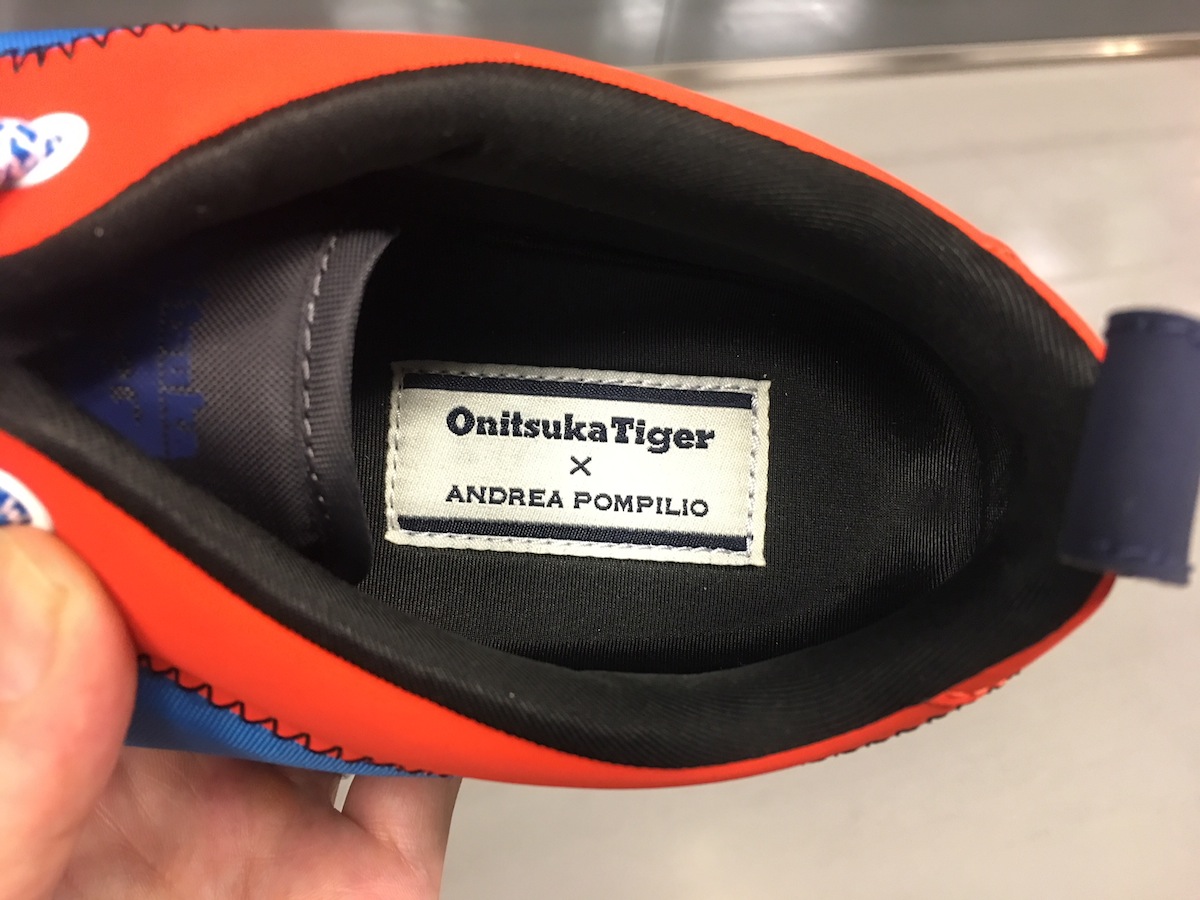 OnitsukaTiger
×
ANDREA POMPILIO